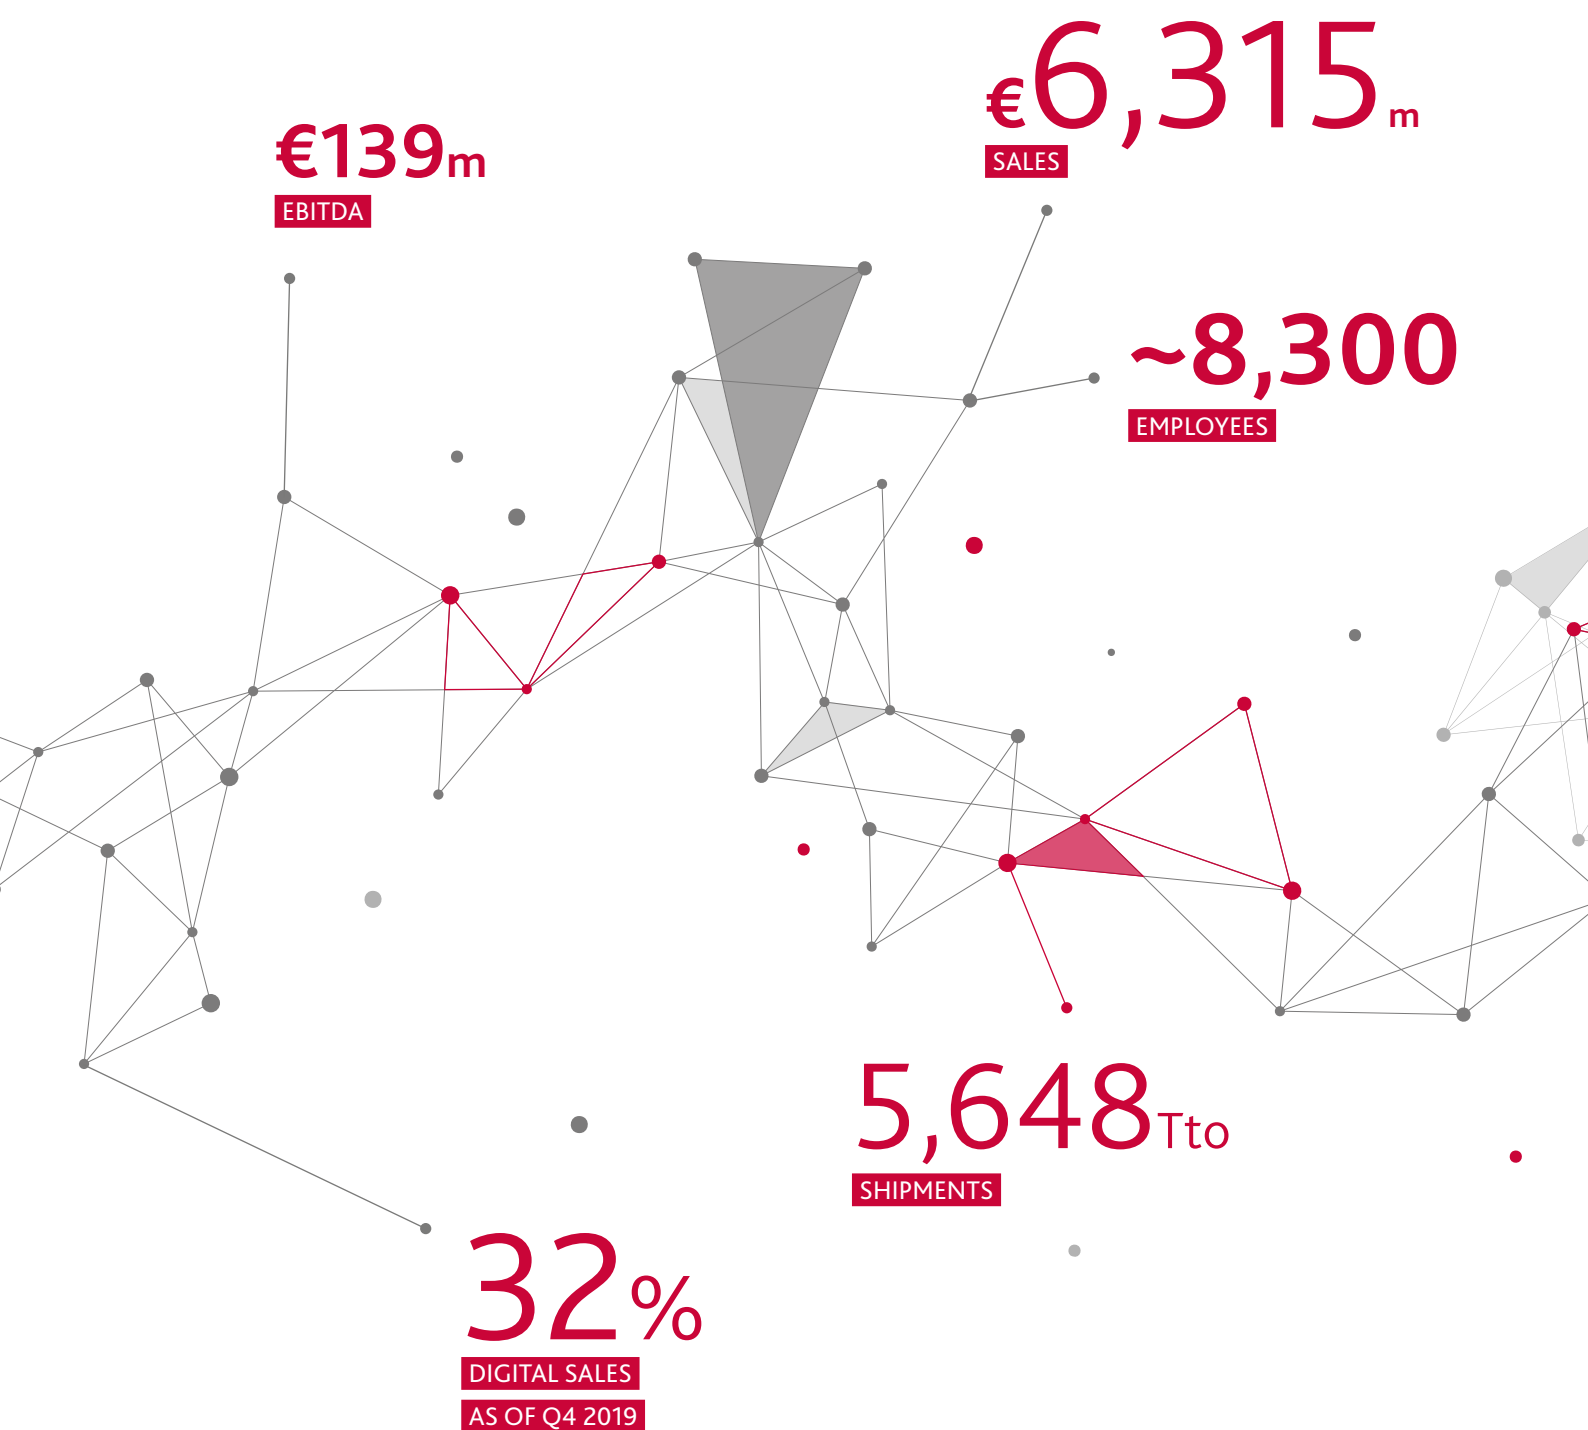 €6,315m
SALES
€139m
EBITDA
~8,300
EMPLOYEES
5,648Tto
SHIPMENTS
32%
DIGITAL SALES
AS OF Q4 2019